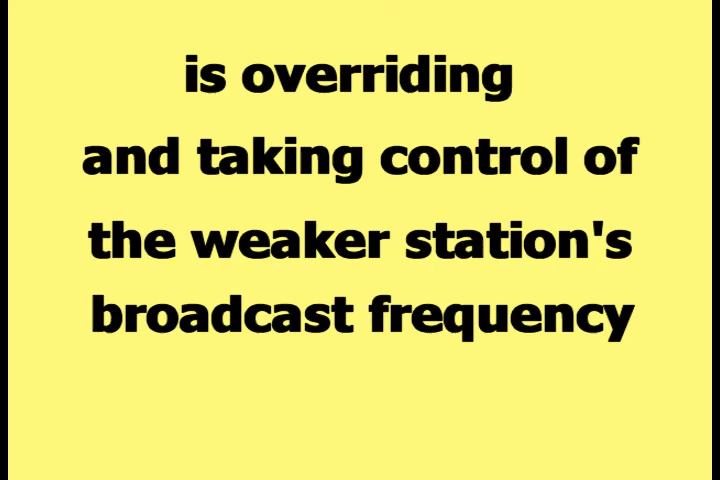 is overriding
and taking control of
the weaker station's
broadcast frequency